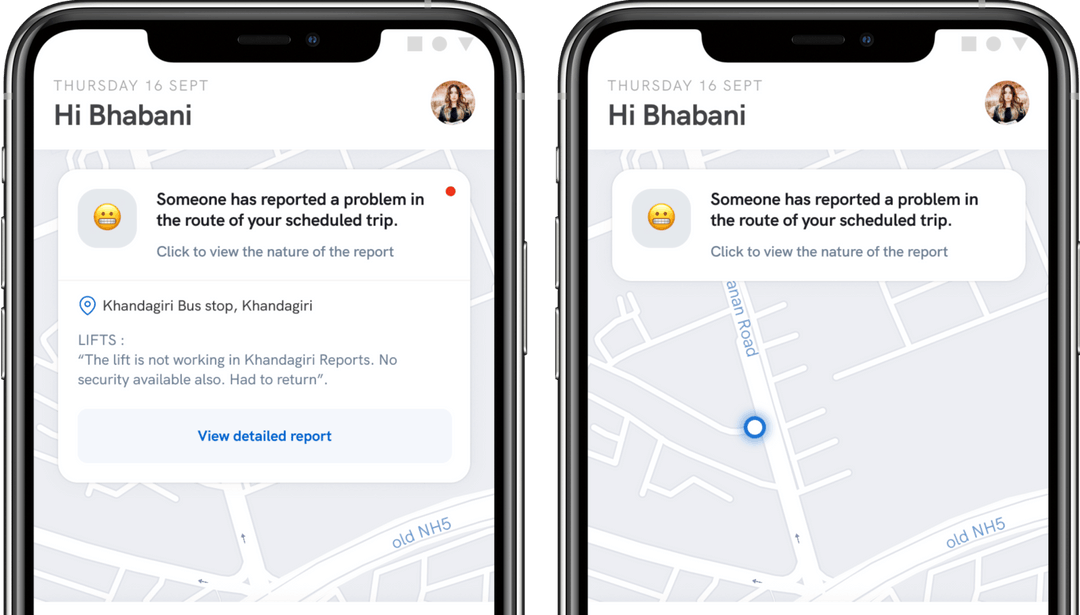 THURSDAY 16 SEPT
Hi Bhabani
Someone has reported a problem in
the route of your scheduled trip.
Click to view the nature of the report
Khandagiri Bus stop, Khandagiri
LIFTS :
“The lift is not working in Khandagiri Reports. No
security available also. Had to return”.
View detailed report
old NH5
THURSDAY 16 SEPT
Hi Bhabani
Someone has reported a problem in
the route of your scheduled trip.
Click to view the nature of the report
Road
old NH5